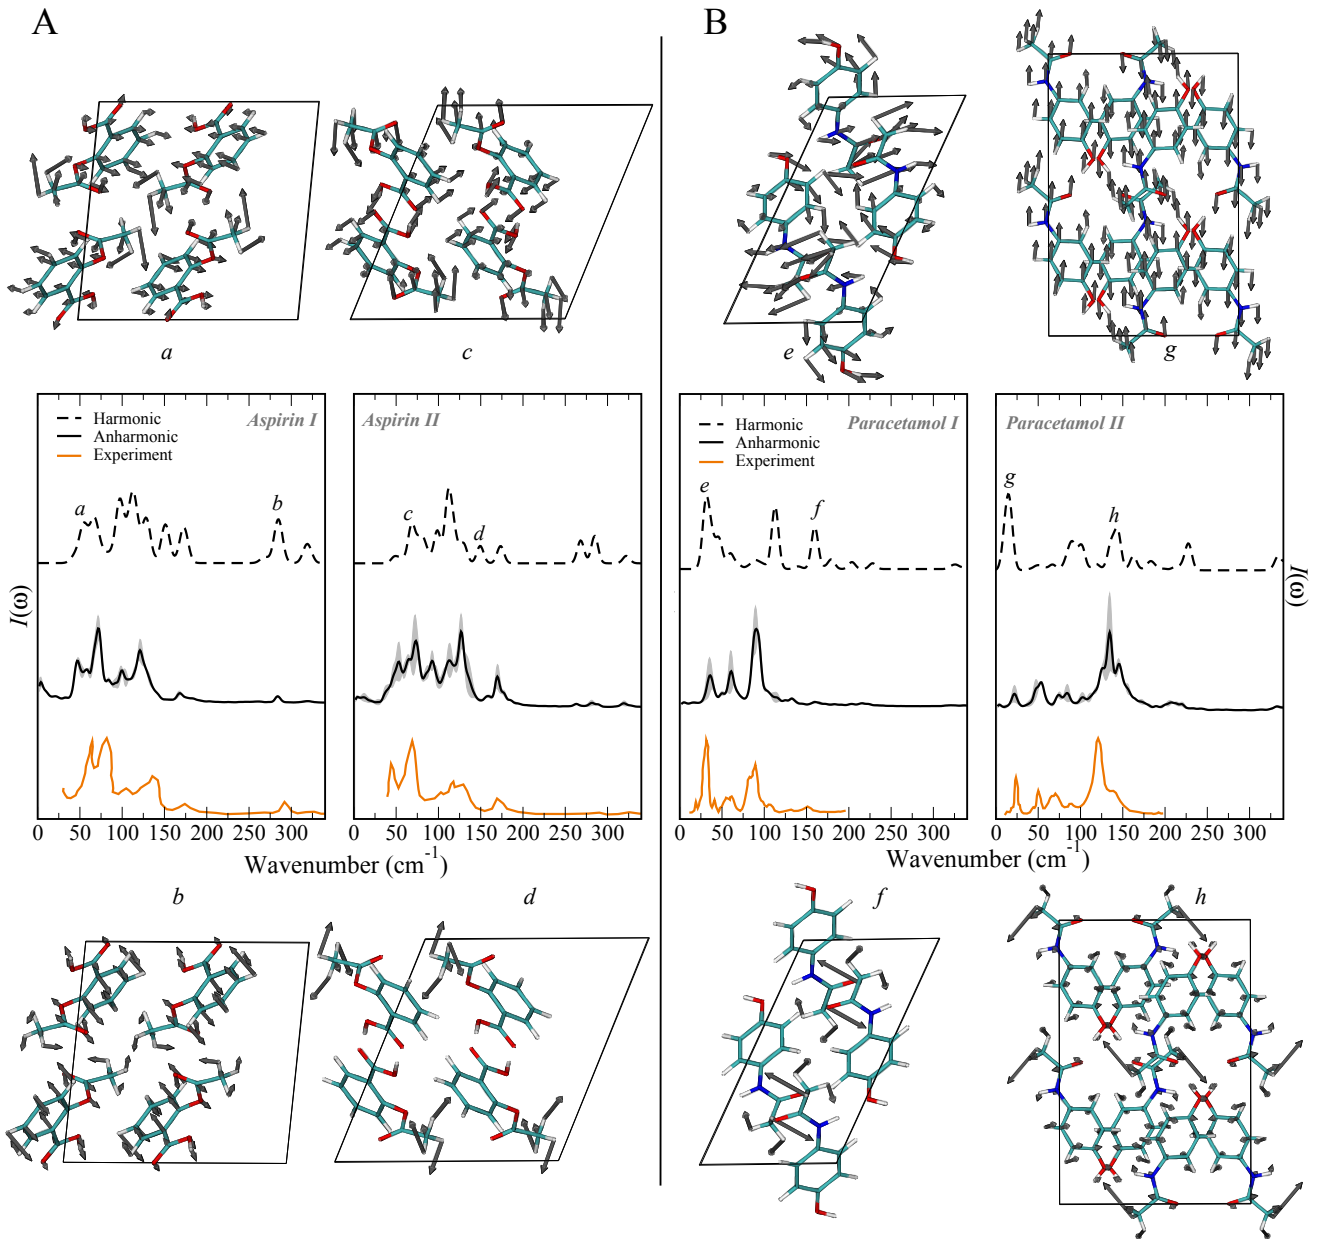 A
B
a
c
e
g
Harmonic
Anharmonic
Experiment
Aspirin I
a
b
Aspirin II
c
d
Harmonic
Anharmonic
Experiment
Paracetamol I
e
f
Paracetamol II
g
h
I(ω)
I(ω)
0 50 100 150 200 250 300
0 50 100 150 200 250 300
0 50 100 150 200 250 300
0 50 100 150 200 250 300
Wavenumber (cm⁻¹)
Wavenumber (cm⁻¹)
b
d
f
h